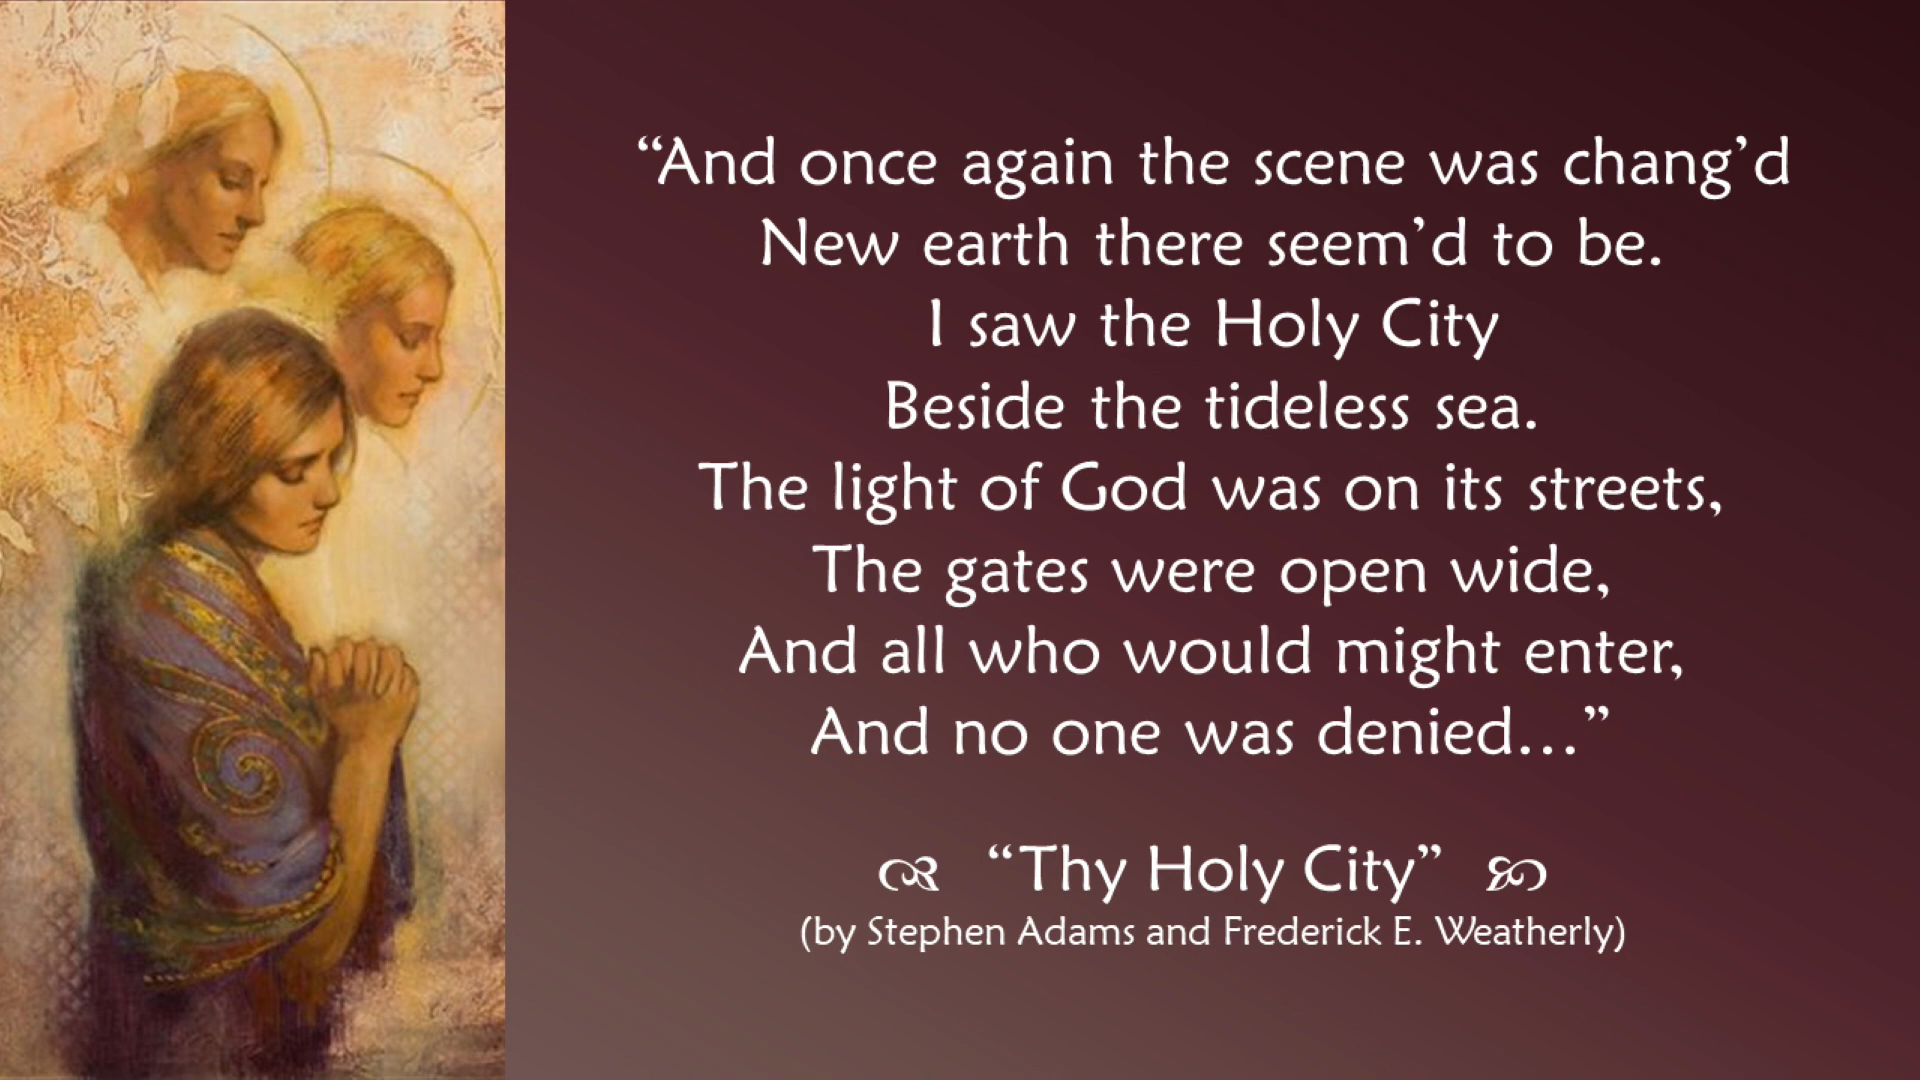 “And once again the scene was chang’d
New earth there seem’d to be.
I saw the Holy City
Beside the tideless sea.
The light of God was on its streets,
The gates were open wide,
And all who would might enter,
And no one was denied...”
“Thy Holy City”
(by Stephen Adams and Frederick E. Weatherly)